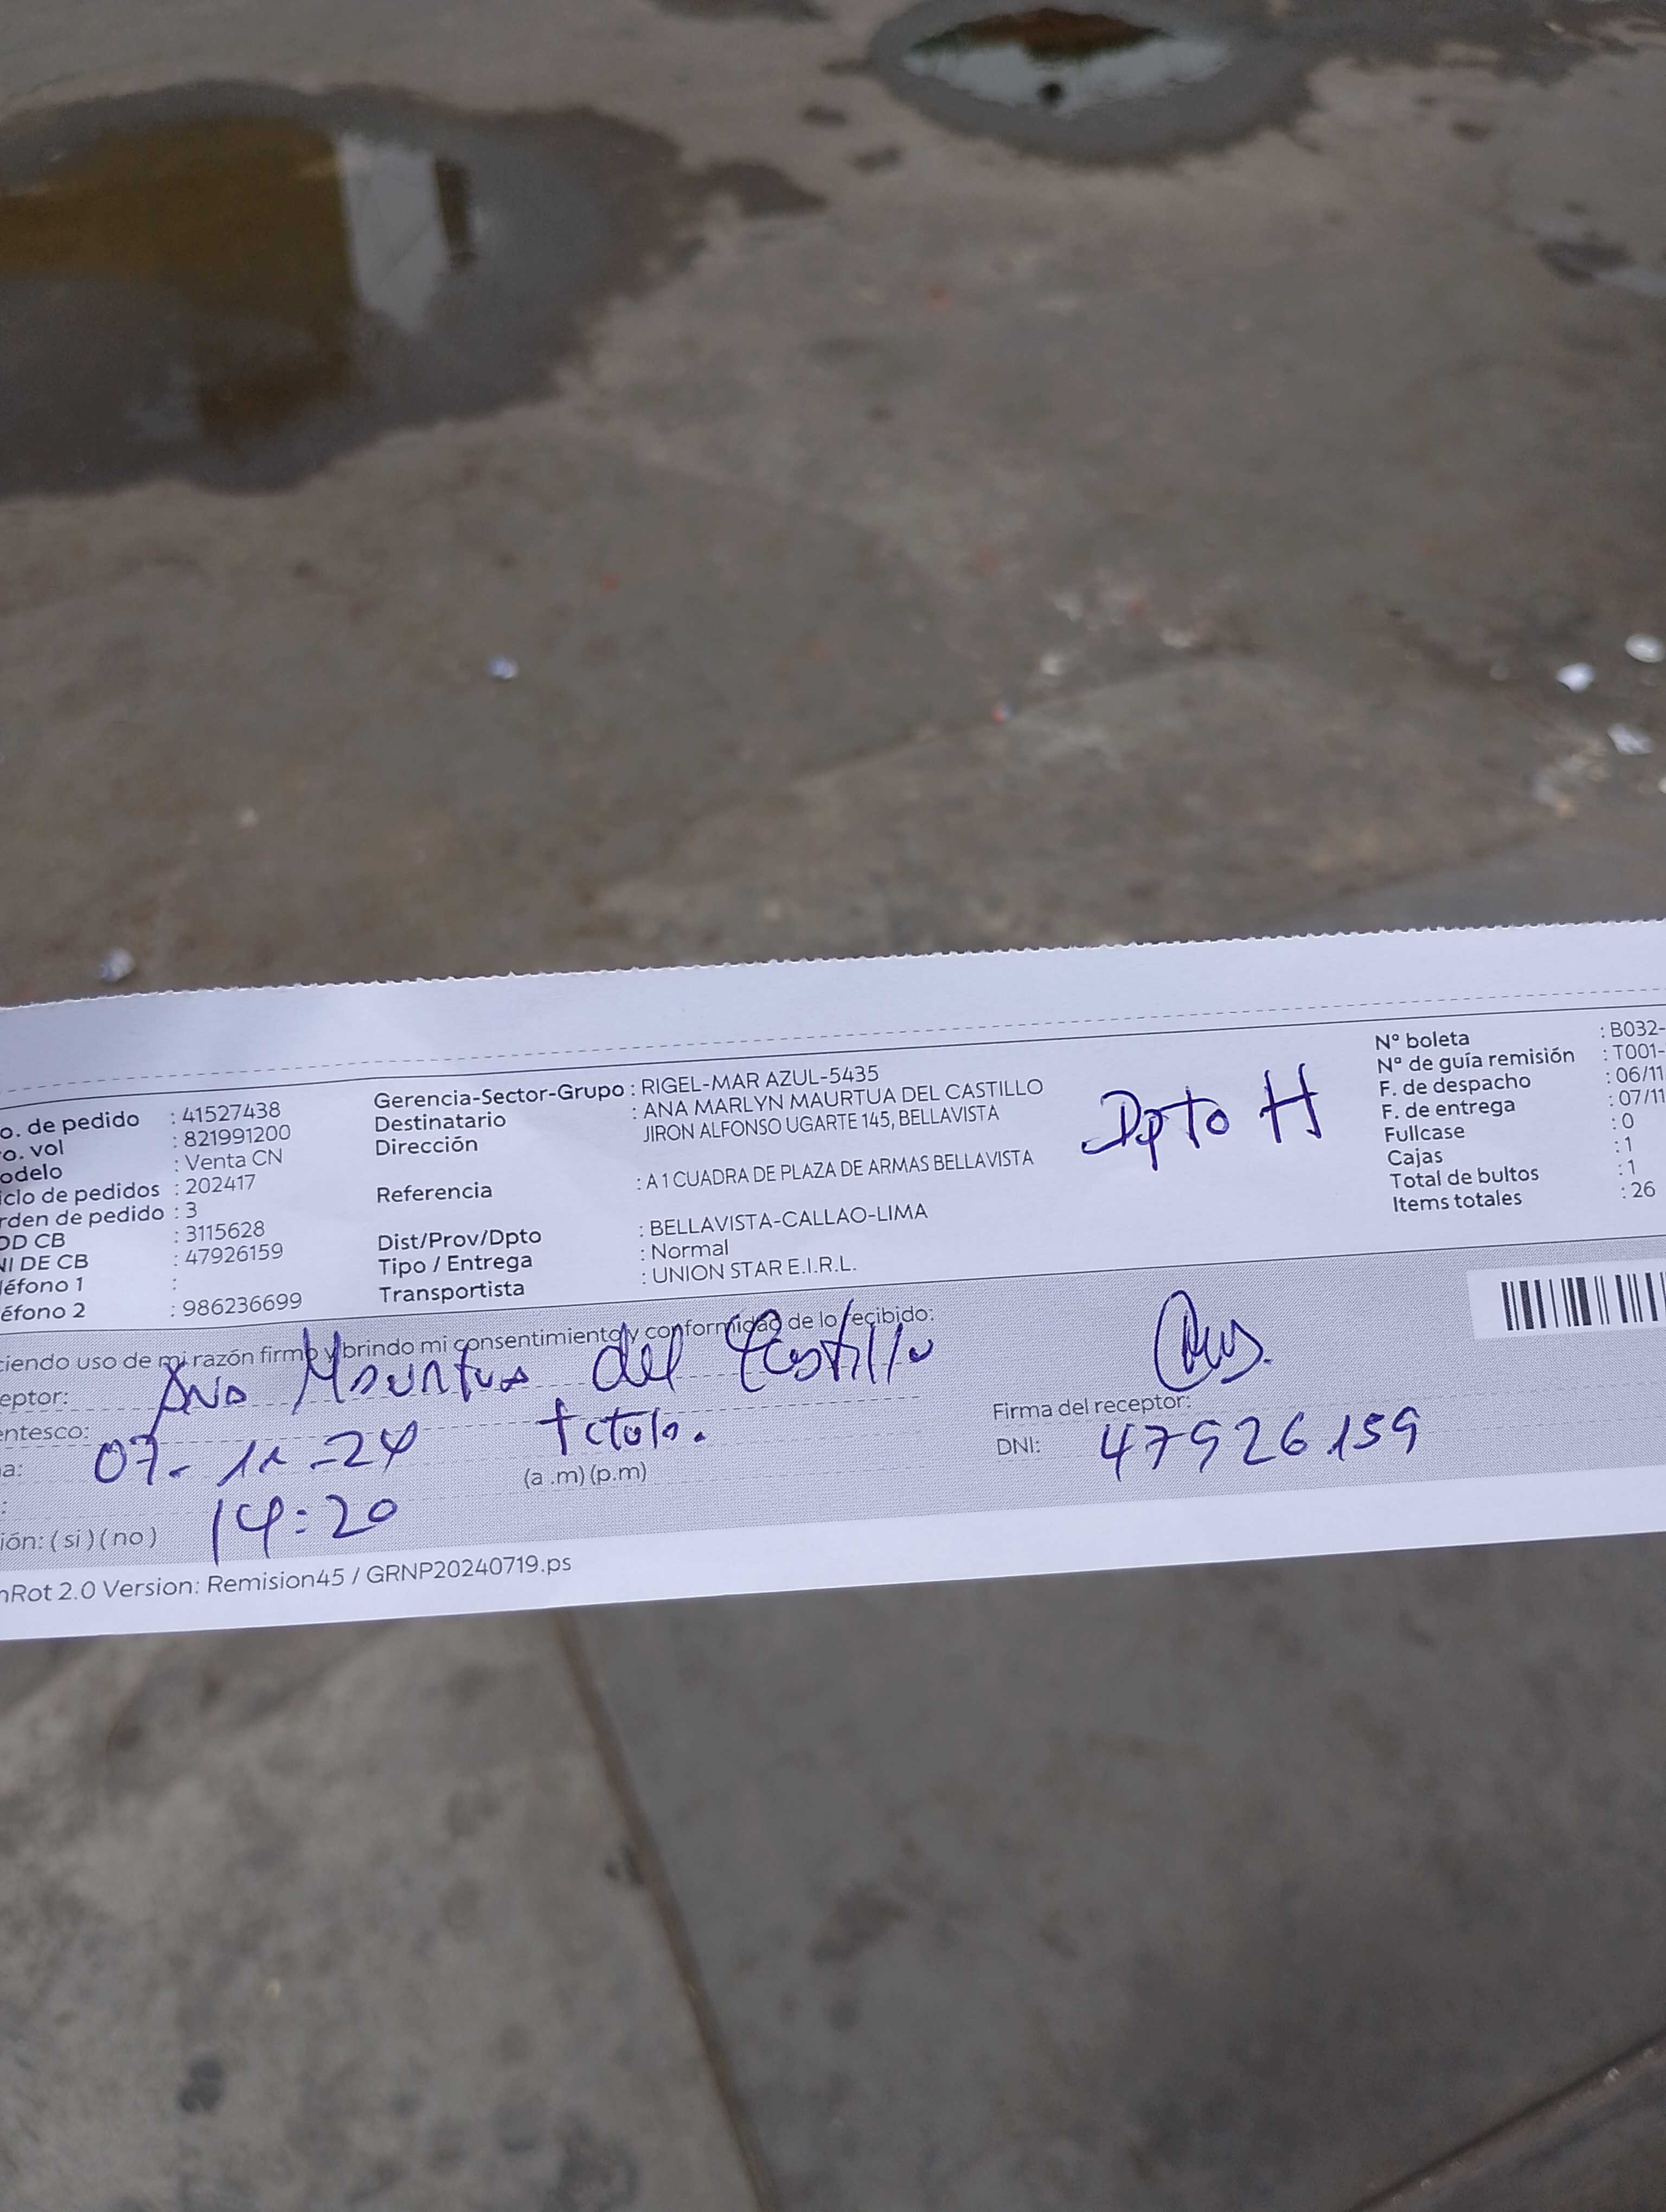 o. de pedido : 41527438
o. vol : 821991200
odelo : Venta CN
iclo de pedidos : 202417
rden de pedido : 3
OD CB : 3115628
NI DE CB : 47926159
léfono 1 :
éfono 2 : 986236699
Gerencia-Sector-Grupo : RIGEL-MAR AZUL-5435
Destinatario : ANA MARLYN MAURTUA DEL CASTILLO
Dirección JIRON ALFONSO UGARTE 145, BELLAVISTA
Referencia : A 1 CUADRA DE PLAZA DE ARMAS BELLAVISTA
Dist/Prov/Dpto : BELLAVISTA-CALLAO-LIMA
Tipo / Entrega : Normal
Transportista : UNION STAR E.I.R.L.
Dpto H
N° boleta : B032-
N° de guía remisión : T001-
F. de despacho : 06/11
F. de entrega : 07/11
Fullcase : 0
Cajas : 1
Total de bultos : 1
Items totales : 26
ciendo uso de mi razón firmo y brindo mi consentimiento y conformidad de lo recibido:
eptor: Ana Maurtua del Castillo
entesco:
a: 07-11-24
(a .m) (p.m)
: 14:20
ión: ( si ) ( no )
Firma del receptor:
DNI: 47926159
nRot 2.0 Version: Remision45 / GRNP20240719.ps